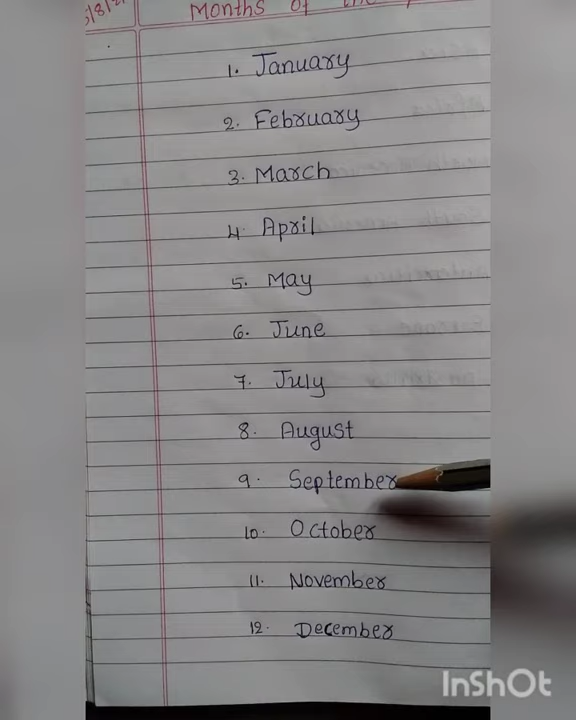 Months of the
1. January
2. February
3. March
4. April
5. May
6. June
7. July
8. August
9. September
10. October
11. November
12. December
InShOt